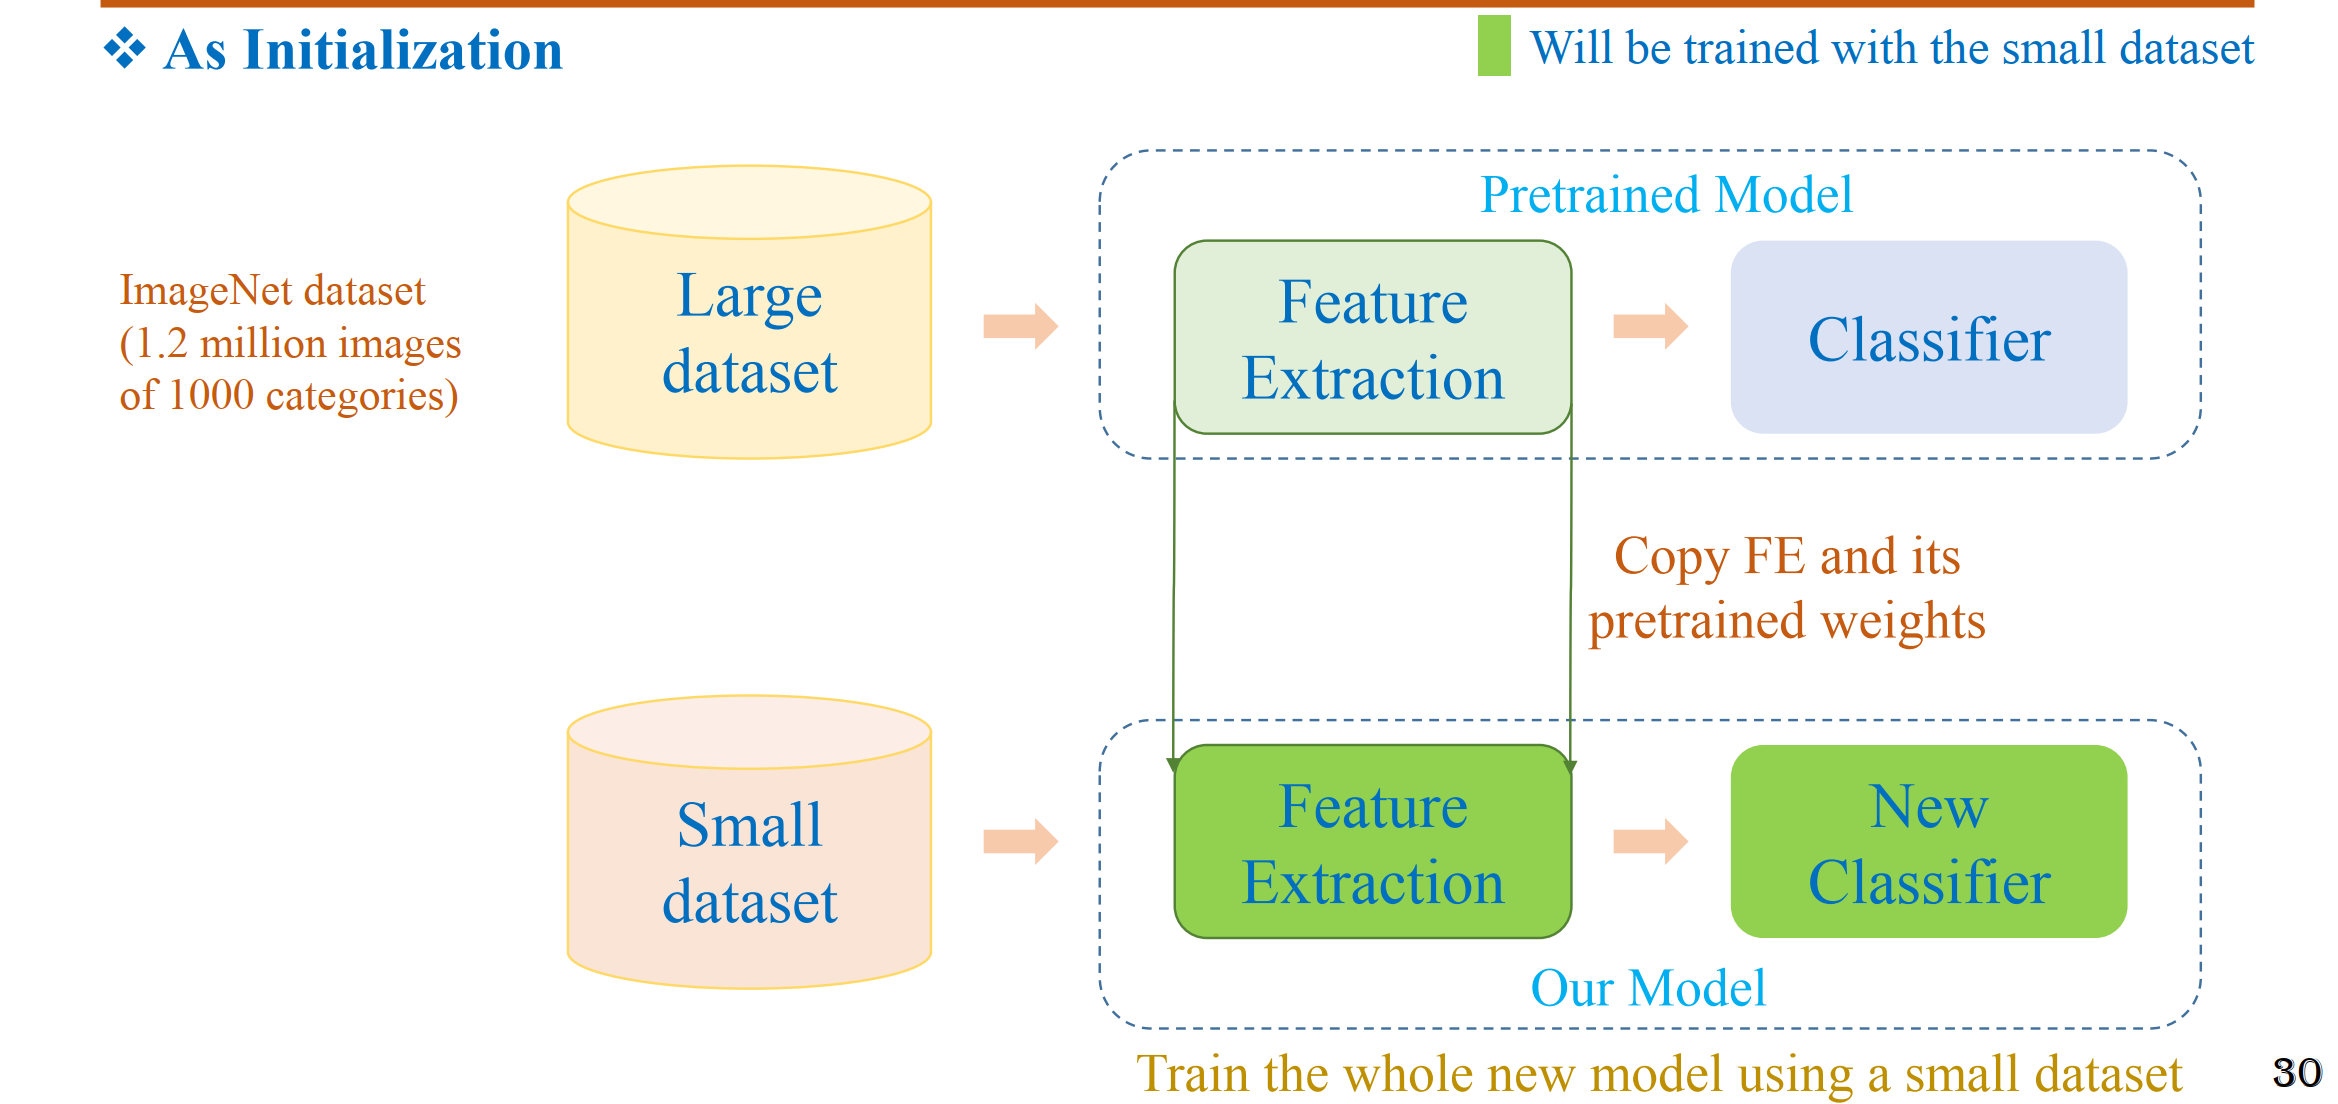 As Initialization
Will be trained with the small dataset
Pretrained Model
ImageNet dataset
(1.2 million images
of 1000 categories)
Large
dataset
Feature
Extraction
Classifier
Copy FE and its
pretrained weights
Small
dataset
Feature
Extraction
New
Classifier
Our Model
Train the whole new model using a small dataset
30